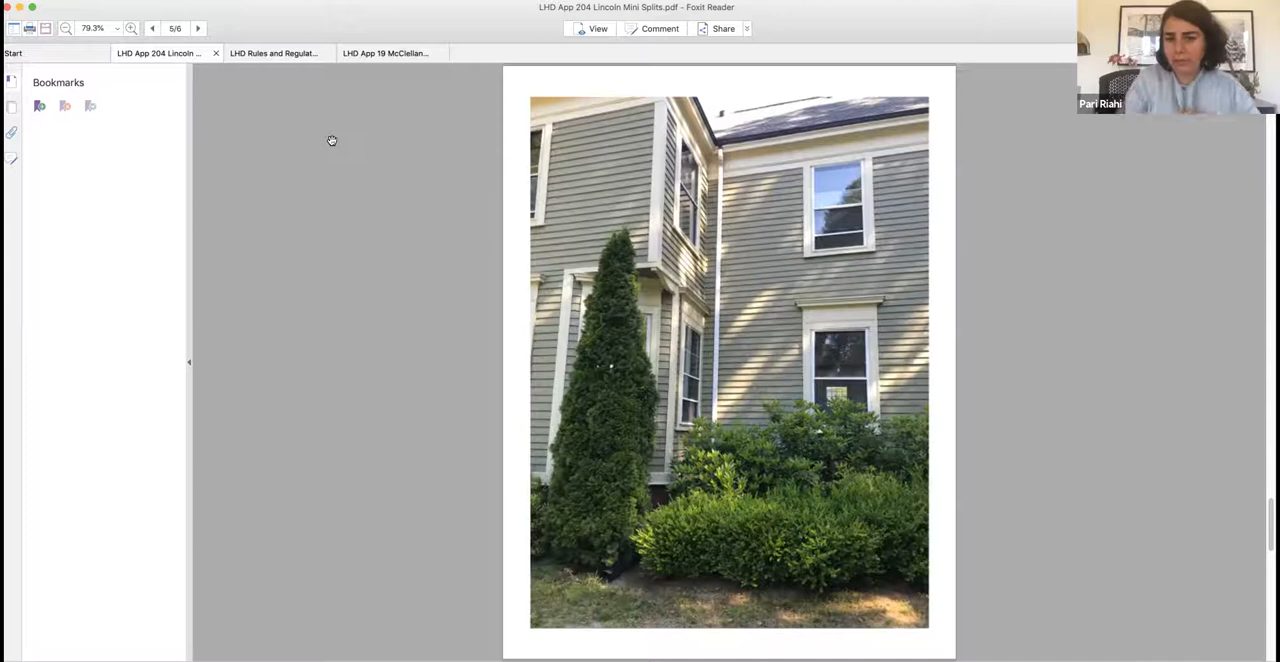 LHD App 204 Lincoln Mini Splits.pdf - Foxit Reader
79.3%
5/6
View
Comment
Share
Start
LHD App 204 Lincoln ...
LHD Rules and Regulat...
LHD App 19 McClellan...
Bookmarks
Pari Riahi